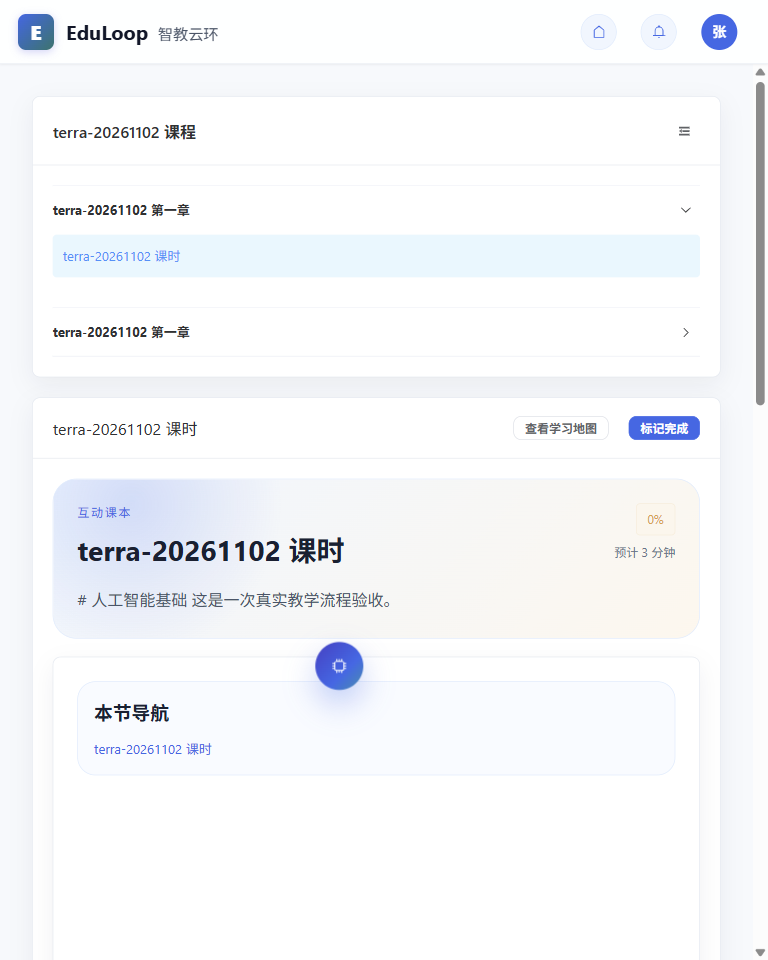 E EduLoop 智教云环 张
terra-20261102 课程
terra-20261102 第一章
terra-20261102 课时
terra-20261102 第一章
terra-20261102 课时 查看学习地图 标记完成
互动课本 0%
terra-20261102 课时 预计 3 分钟
# 人工智能基础 这是一次真实教学流程验收。
本节导航
terra-20261102 课时